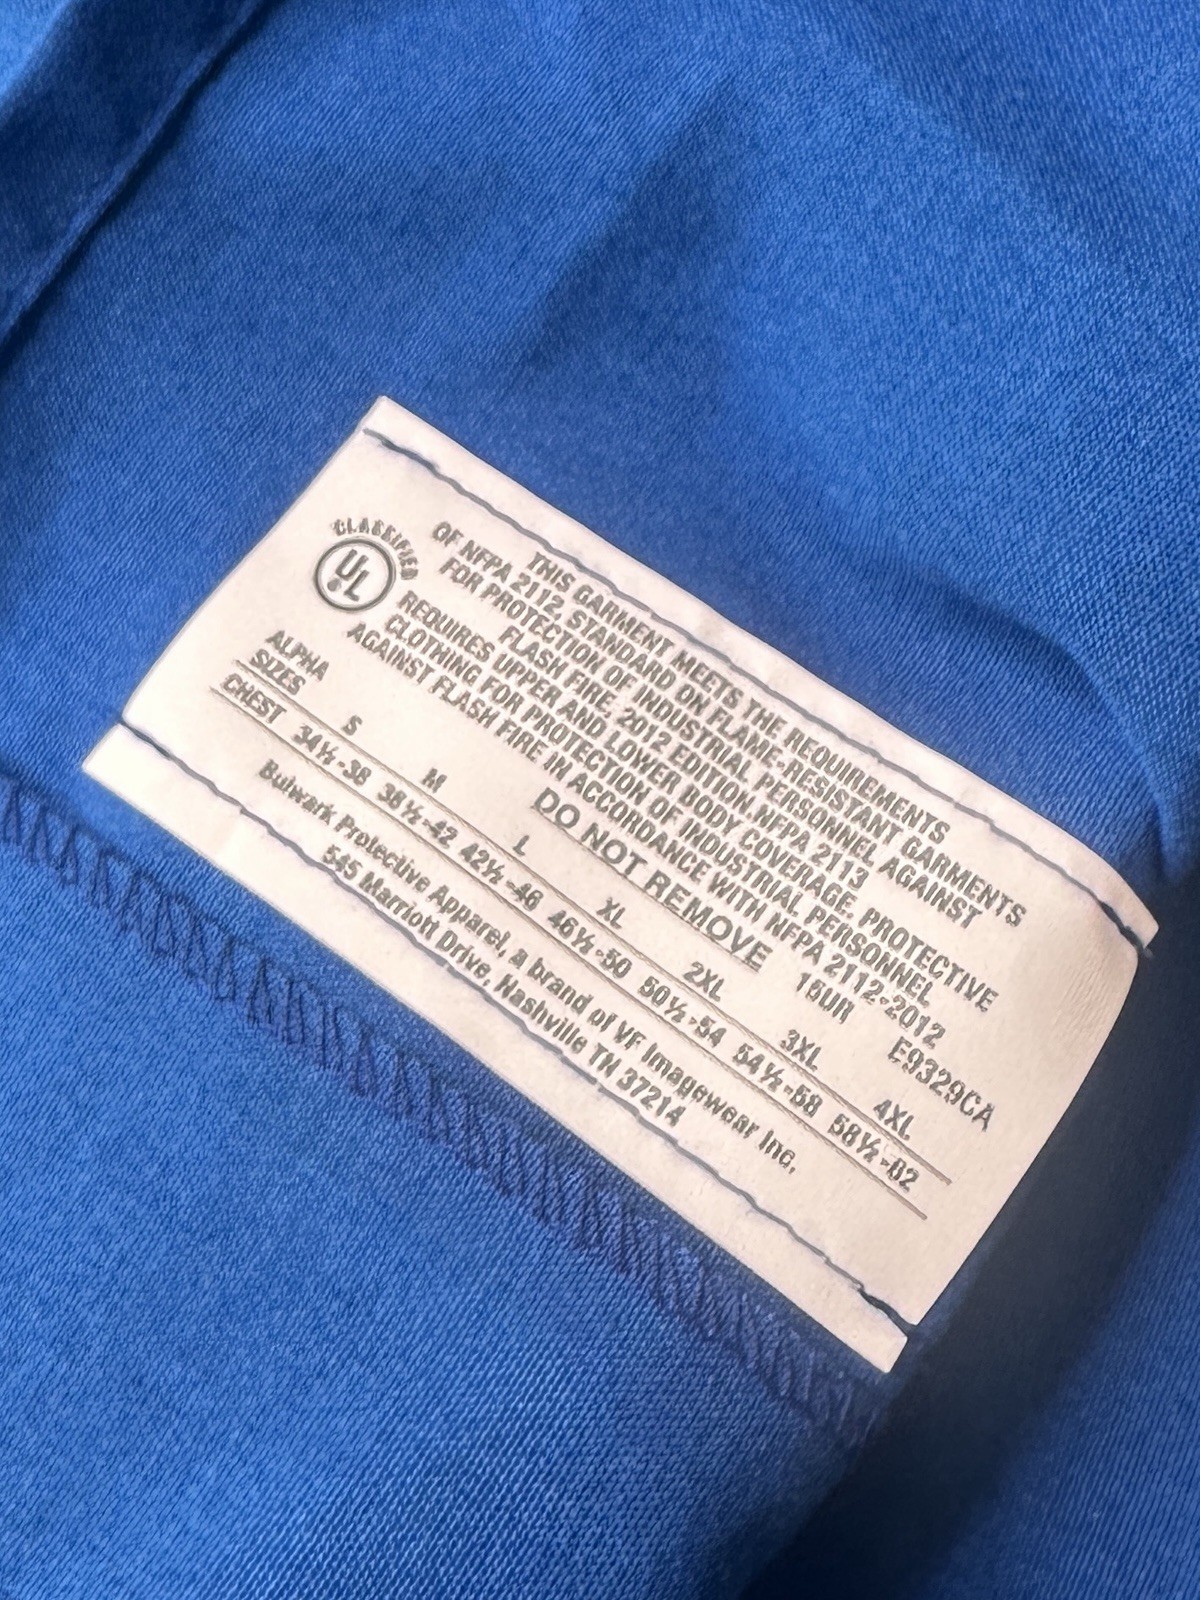 CLASSIFIED
UL
THIS GARMENT MEETS THE REQUIREMENTS
OF NFPA 2112, STANDARD ON FLAME-RESISTANT GARMENTS
FOR PROTECTION OF INDUSTRIAL PERSONNEL AGAINST
FLASH FIRE, 2012 EDITION. NFPA 2113
REQUIRES UPPER AND LOWER BODY COVERAGE. PROTECTIVE
CLOTHING FOR PROTECTION OF INDUSTRIAL PERSONNEL
AGAINST FLASH FIRE IN ACCORDANCE WITH NFPA 2112-2012
DO NOT REMOVE 16UR E9329CA
ALPHA
SIZES S M L XL 2XL 3XL 4XL
CHEST 34½-38 38½-42 42½-46 46½-50 50½-54 54½-58 58½-62
Bulwark Protective Apparel, a brand of VF Imagewear Inc,
545 Marriott Drive, Nashville TN 37214